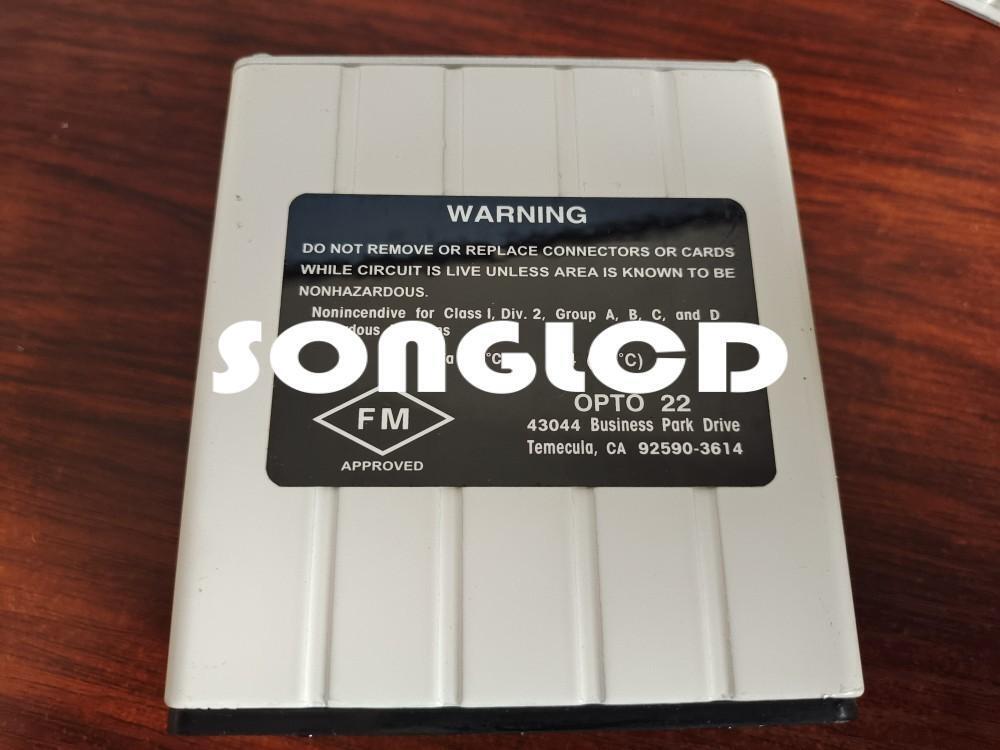 WARNING
DO NOT REMOVE OR REPLACE CONNECTORS OR CARDS
WHILE CIRCUIT IS LIVE UNLESS AREA IS KNOWN TO BE
NONHAZARDOUS.
Nonincendive for Class I, Div. 2, Group A, B, C, and D
SONGLCD
°C)
FM
APPROVED
OPTO 22
43044 Business Park Drive
Temecula, CA 92590-3614